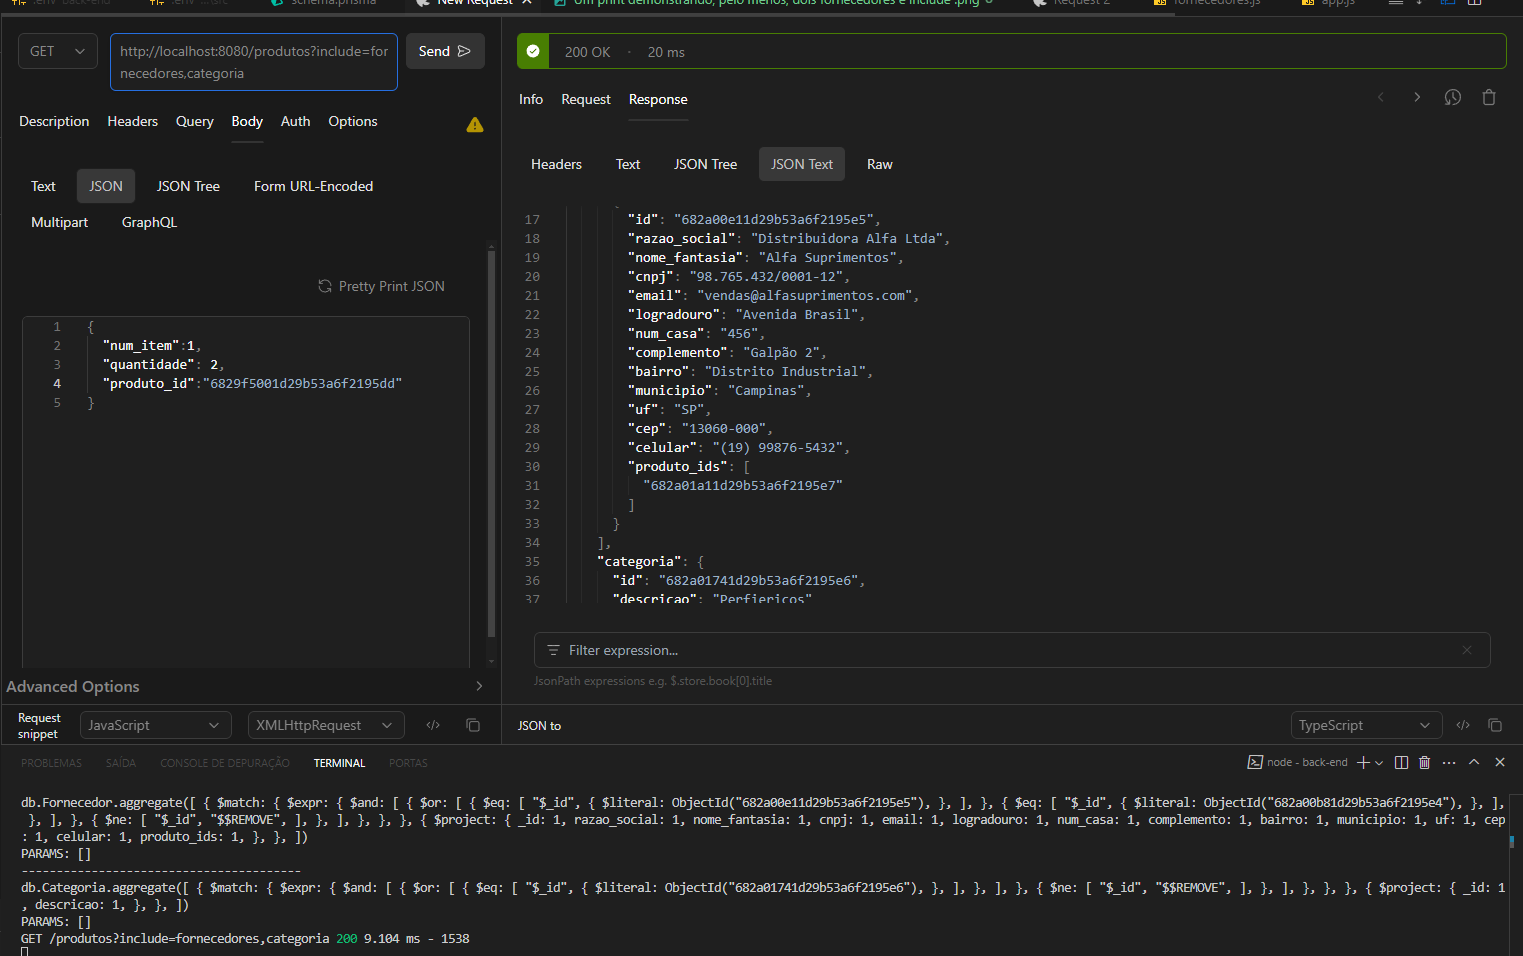 .env back-end
.env ...\src
schema.prisma
New Request
Um print demonstrando, pelo menos, dois fornecedores e include .png
Request 2
JS fornecedores.js
JS app.js
GET
http://localhost:8080/produtos?include=for
necedores,categoria
Send
Description
Headers
Query
Body
Auth
Options
Text
JSON
JSON Tree
Form URL-Encoded
Multipart
GraphQL
Pretty Print JSON
1 {
2 "num_item":1,
3 "quantidade": 2,
4 "produto_id":"6829f5001d29b53a6f2195dd"
5 }
Advanced Options
Request
snippet
JavaScript
XMLHttpRequest
200 OK · 20 ms
Info
Request
Response
Headers
Text
JSON Tree
JSON Text
Raw
17 "id": "682a00e11d29b53a6f2195e5",
18 "razao_social": "Distribuidora Alfa Ltda",
19 "nome_fantasia": "Alfa Suprimentos",
20 "cnpj": "98.765.432/0001-12",
21 "email": "vendas@alfasuprimentos.com",
22 "logradouro": "Avenida Brasil",
23 "num_casa": "456",
24 "complemento": "Galpão 2",
25 "bairro": "Distrito Industrial",
26 "municipio": "Campinas",
27 "uf": "SP",
28 "cep": "13060-000",
29 "celular": "(19) 99876-5432",
30 "produto_ids": [
31 "682a01a11d29b53a6f2195e7"
32 ]
33 }
34 ],
35 "categoria": {
36 "id": "682a01741d29b53a6f2195e6",
37 "descricao": "Perfiericos"
Filter expression...
JsonPath expressions e.g. $.store.book[0].title
JSON to
TypeScript
PROBLEMAS
SAÍDA
CONSOLE DE DEPURAÇÃO
TERMINAL
PORTAS
node - back-end
db.Fornecedor.aggregate([ { $match: { $expr: { $and: [ { $or: [ { $eq: [ "$_id", { $literal: ObjectId("682a00e11d29b53a6f2195e5"), }, ], }, { $eq: [ "$_id", { $literal: ObjectId("682a00b81d29b53a6f2195e4"), }, ],
}, ], }, { $ne: [ "$_id", "$$REMOVE", ], }, ], }, }, }, { $project: { _id: 1, razao_social: 1, nome_fantasia: 1, cnpj: 1, email: 1, logradouro: 1, num_casa: 1, complemento: 1, bairro: 1, municipio: 1, uf: 1, cep
: 1, celular: 1, produto_ids: 1, }, }, ])
PARAMS: []
----------------------------------------
db.Categoria.aggregate([ { $match: { $expr: { $and: [ { $or: [ { $eq: [ "$_id", { $literal: ObjectId("682a01741d29b53a6f2195e6"), }, ], }, ], }, { $ne: [ "$_id", "$$REMOVE", ], }, ], }, }, }, { $project: { _id: 1
, descricao: 1, }, }, ])
PARAMS: []
GET /produtos?include=fornecedores,categoria 200 9.104 ms - 1538